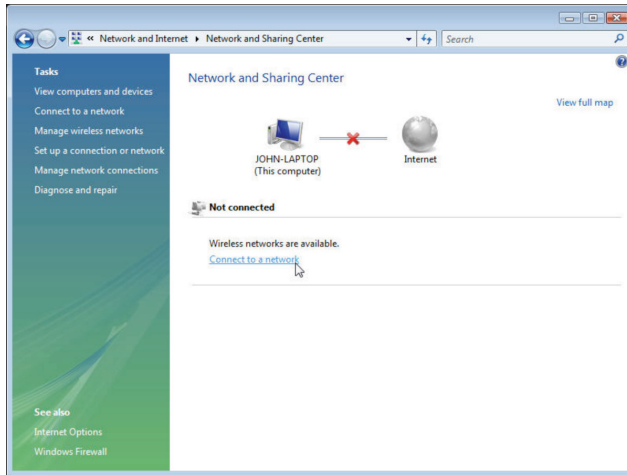 « Network and Internet ▸ Network and Sharing Center
Search
Tasks
View computers and devices
Connect to a network
Manage wireless networks
Set up a connection or network
Manage network connections
Diagnose and repair
See also
Internet Options
Windows Firewall
Network and Sharing Center
View full map
JOHN-LAPTOP
(This computer)
Internet
Not connected
Wireless networks are available.
Connect to a network